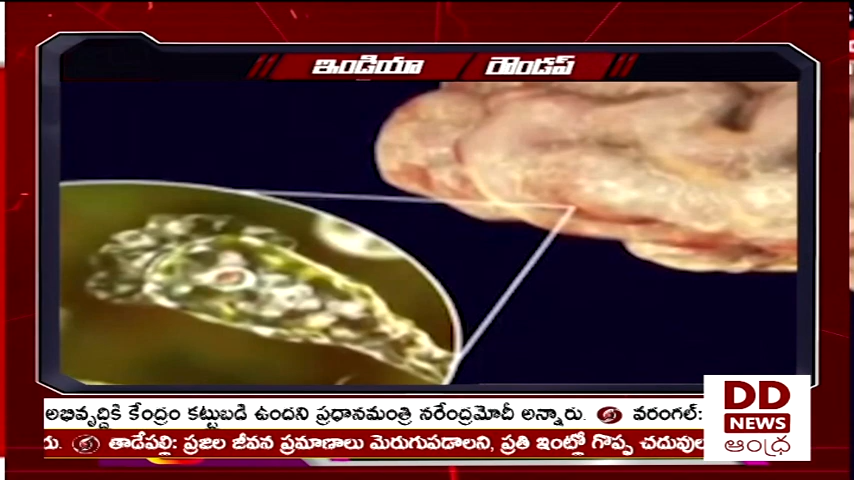 ఇండియా రౌండప్
అభివృద్ధికి కేంద్రం కట్టుబడి ఉందని ప్రధానమంత్రి నరేంద్రమోదీ అన్నారు. వరంగల్:
DD
NEWS
ఆంధ్ర
డు. తాడేపల్లి: ప్రజల జీవన ప్రమాణాలు మెరుగుపడాలని, ప్రతి ఇంట్లో గొప్ప చదువుల